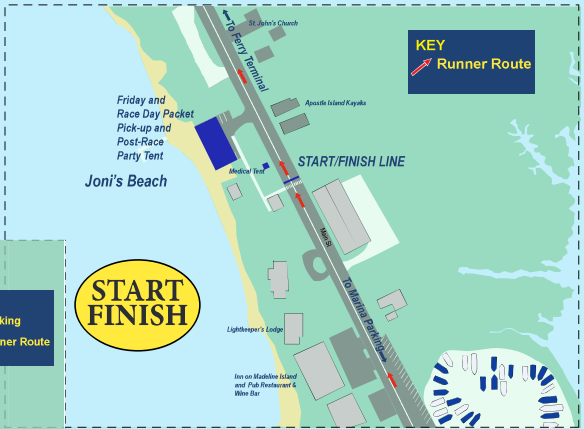 To Ferry Terminal
St. John's Church
KEY
Runner Route
Friday and
Race Day Packet
Pick-up and
Post-Race
Party Tent
Apostle Island Kayaks
START/FINISH LINE
Medical Tent
Joni's Beach
Main St
START
FINISH
To Marina Parking
king
ner Route
Lightkeeper's Lodge
Inn on Madeline Island
and Pub Restaurant &
Wine Bar